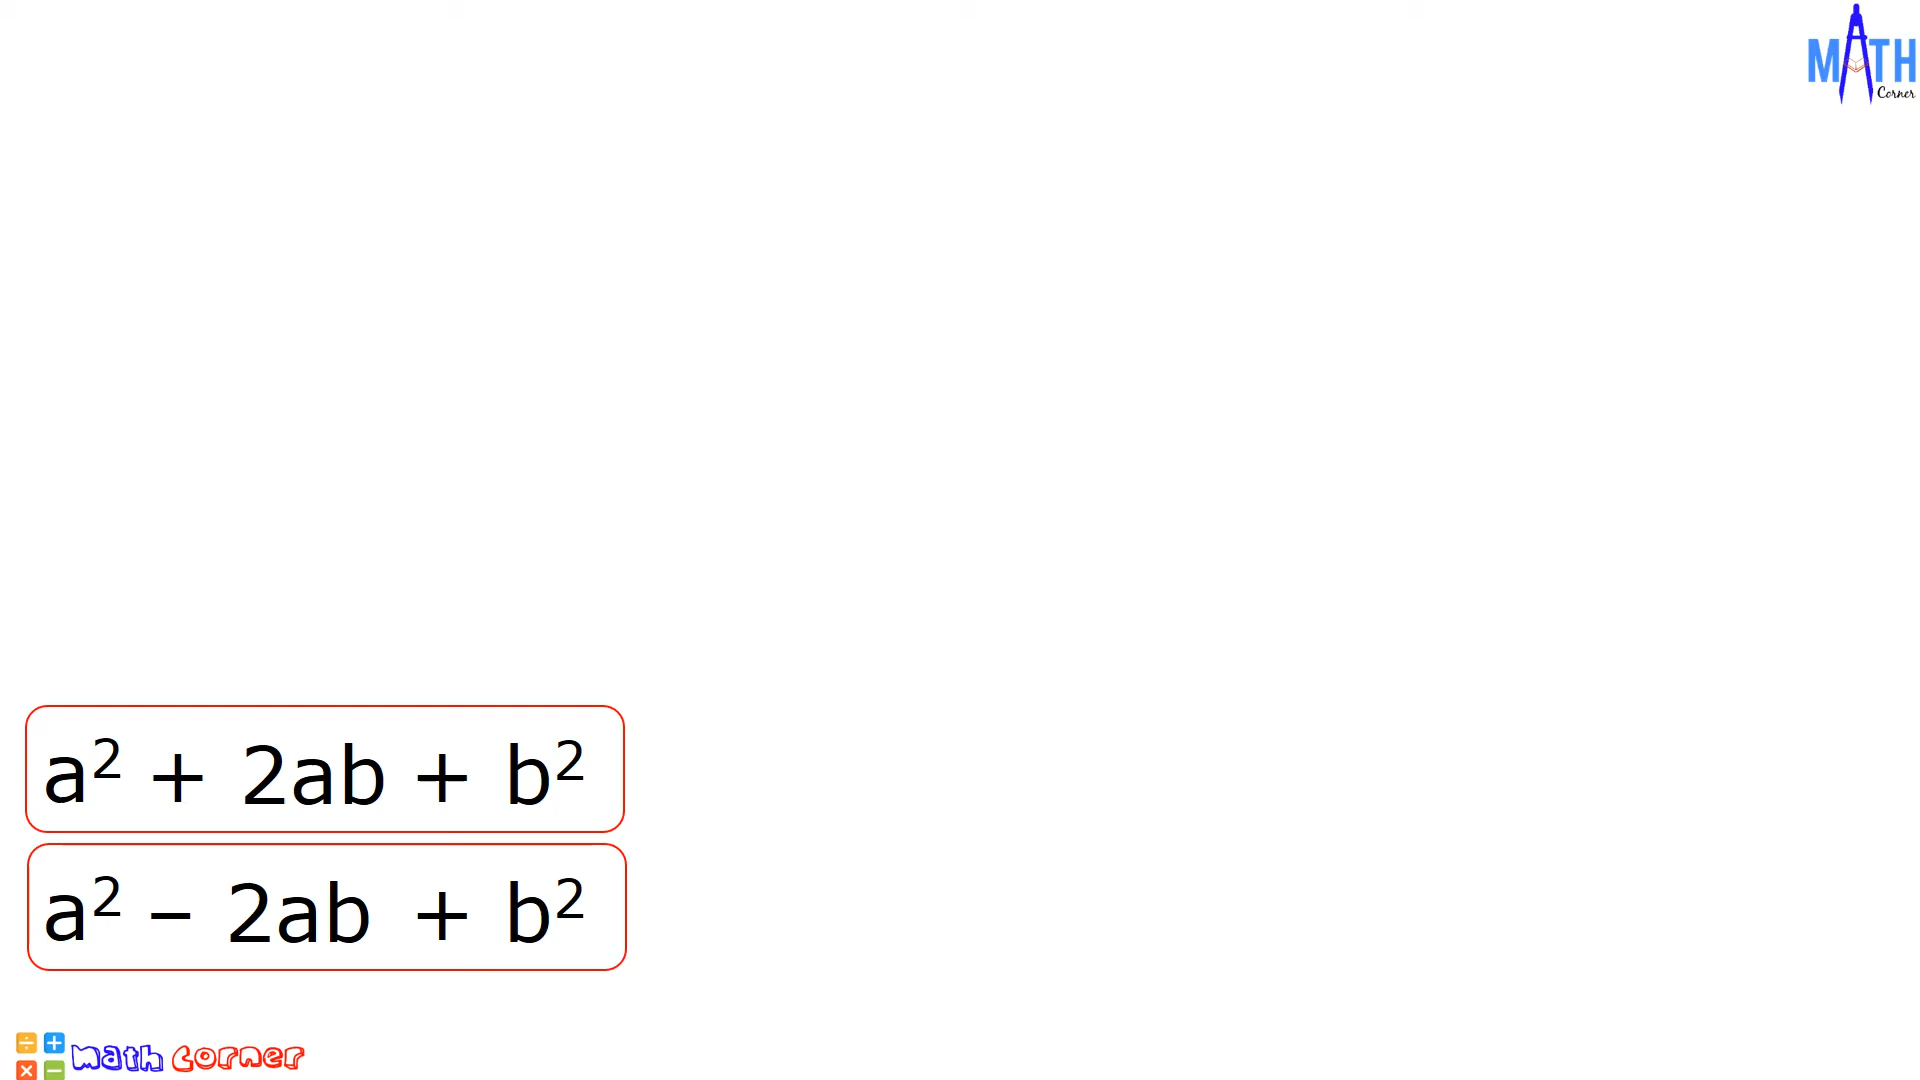 MATH
Corner
a² + 2ab + b²
a² – 2ab + b²
math corner